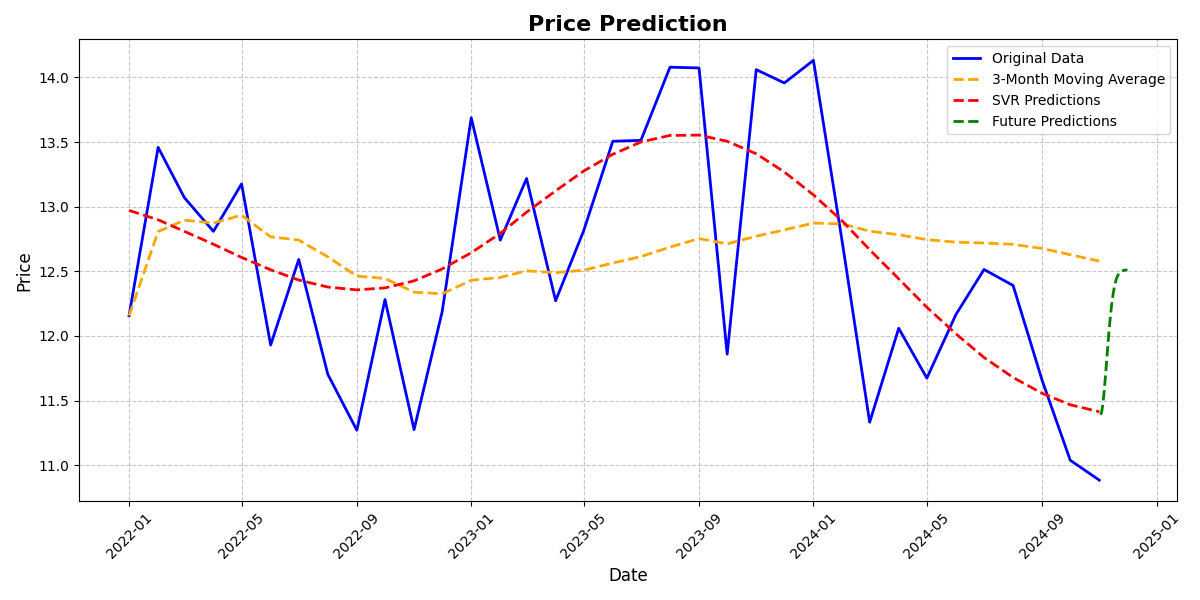 Price Prediction
Original Data
3-Month Moving Average
SVR Predictions
Future Predictions
Price
14.0
13.5
13.0
12.5
12.0
11.5
11.0
2022-01
2022-05
2022-09
2023-01
2023-05
2023-09
2024-01
2024-05
2024-09
2025-01
Date